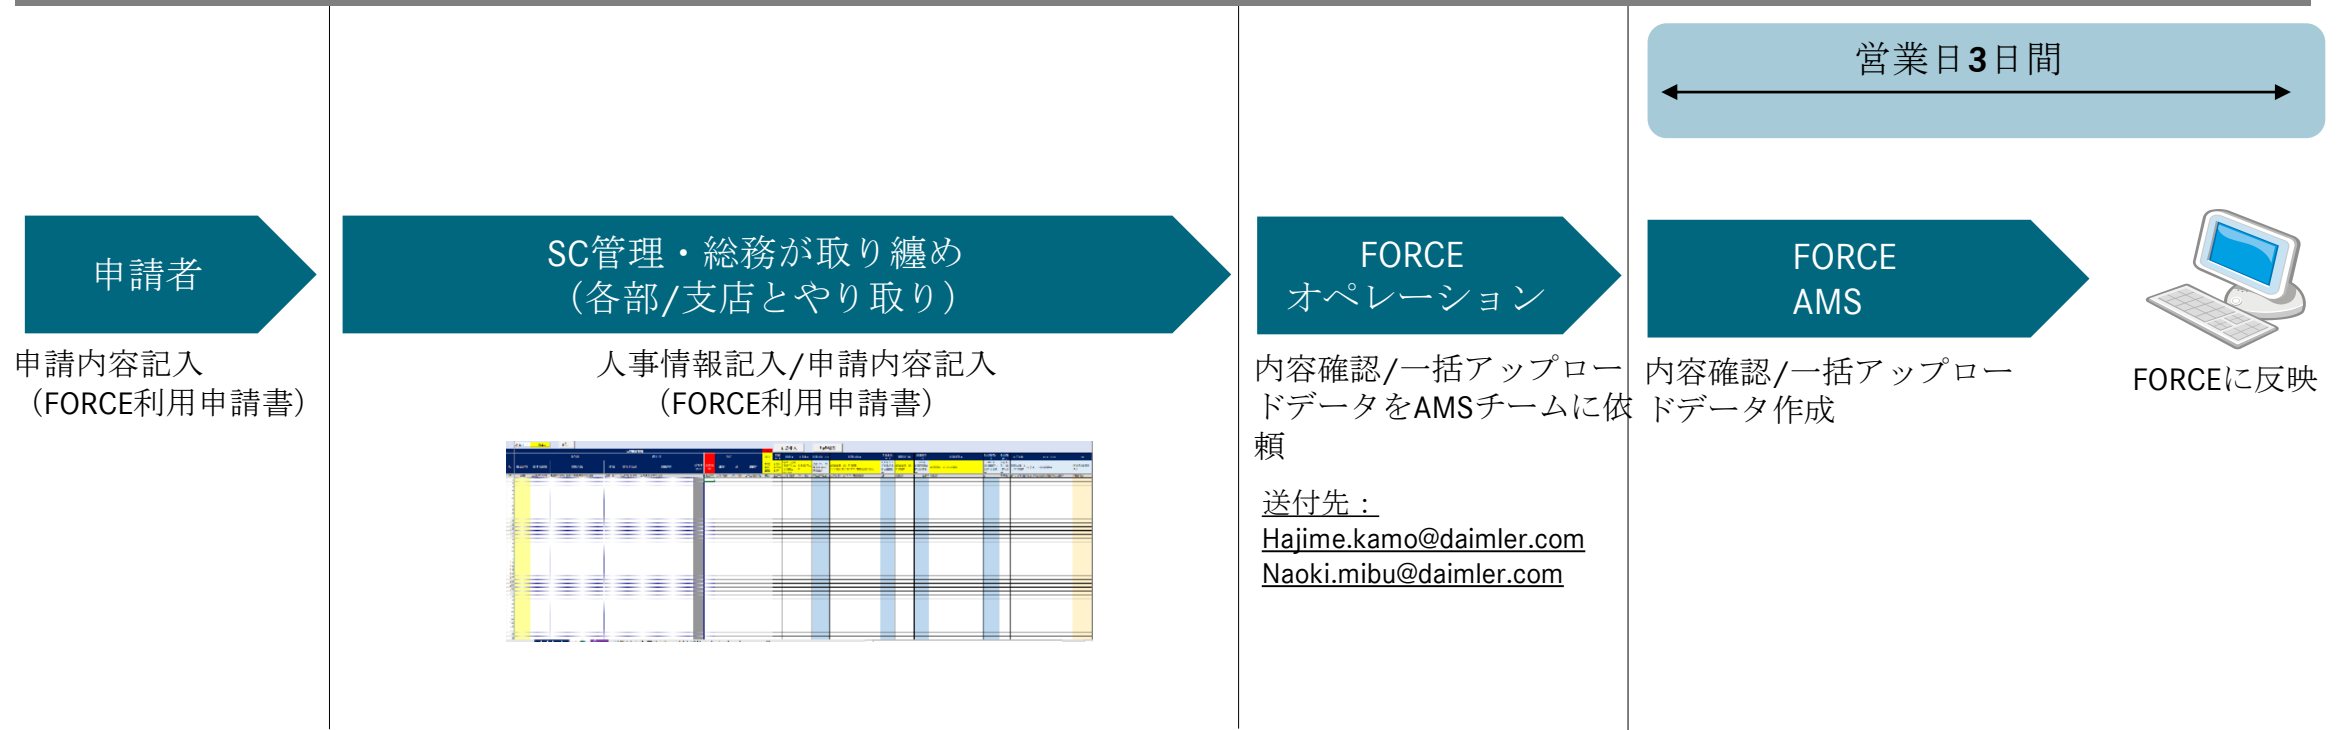 営業日3日間
申請者
SC管理・総務が取り纏め
（各部/支店とやり取り）
FORCE
オペレーション
FORCE
AMS
申請内容記入
（FORCE利用申請書）
人事情報記入/申請内容記入
（FORCE利用申請書）
内容確認/一括アップロー
ドデータをAMSチームに依
頼
送付先：
Hajime.kamo@daimler.com
Naoki.mibu@daimler.com
内容確認/一括アップロー
ドデータ作成
FORCEに反映